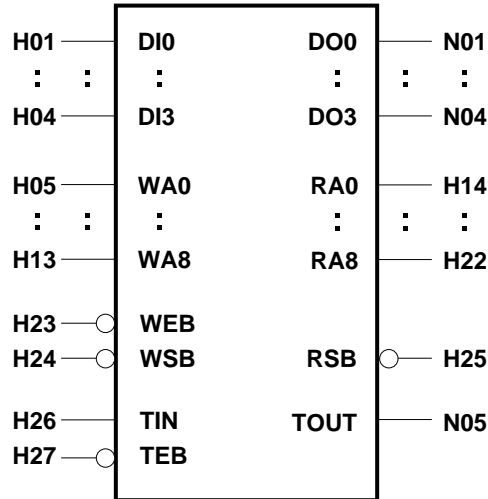 H01 DI0 DO0 N01
: : : : : :
H04 DI3 DO3 N04
H05 WA0 RA0 H14
: : : : : :
H13 WA8 RA8 H22
H23 WEB
H24 WSB RSB H25
H26 TIN TOUT N05
H27 TEB